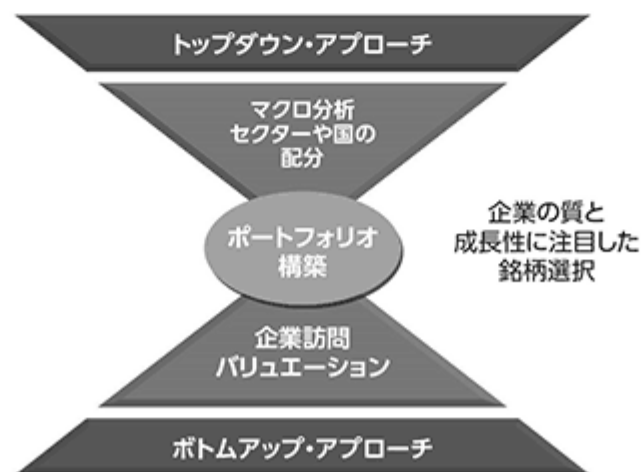 トップダウン・アプローチ
マクロ分析
セクターや国の
配分
ポートフォリオ
構築
企業の質と
成長性に注目した
銘柄選択
企業訪問
バリュエーション
ボトムアップ・アプローチ